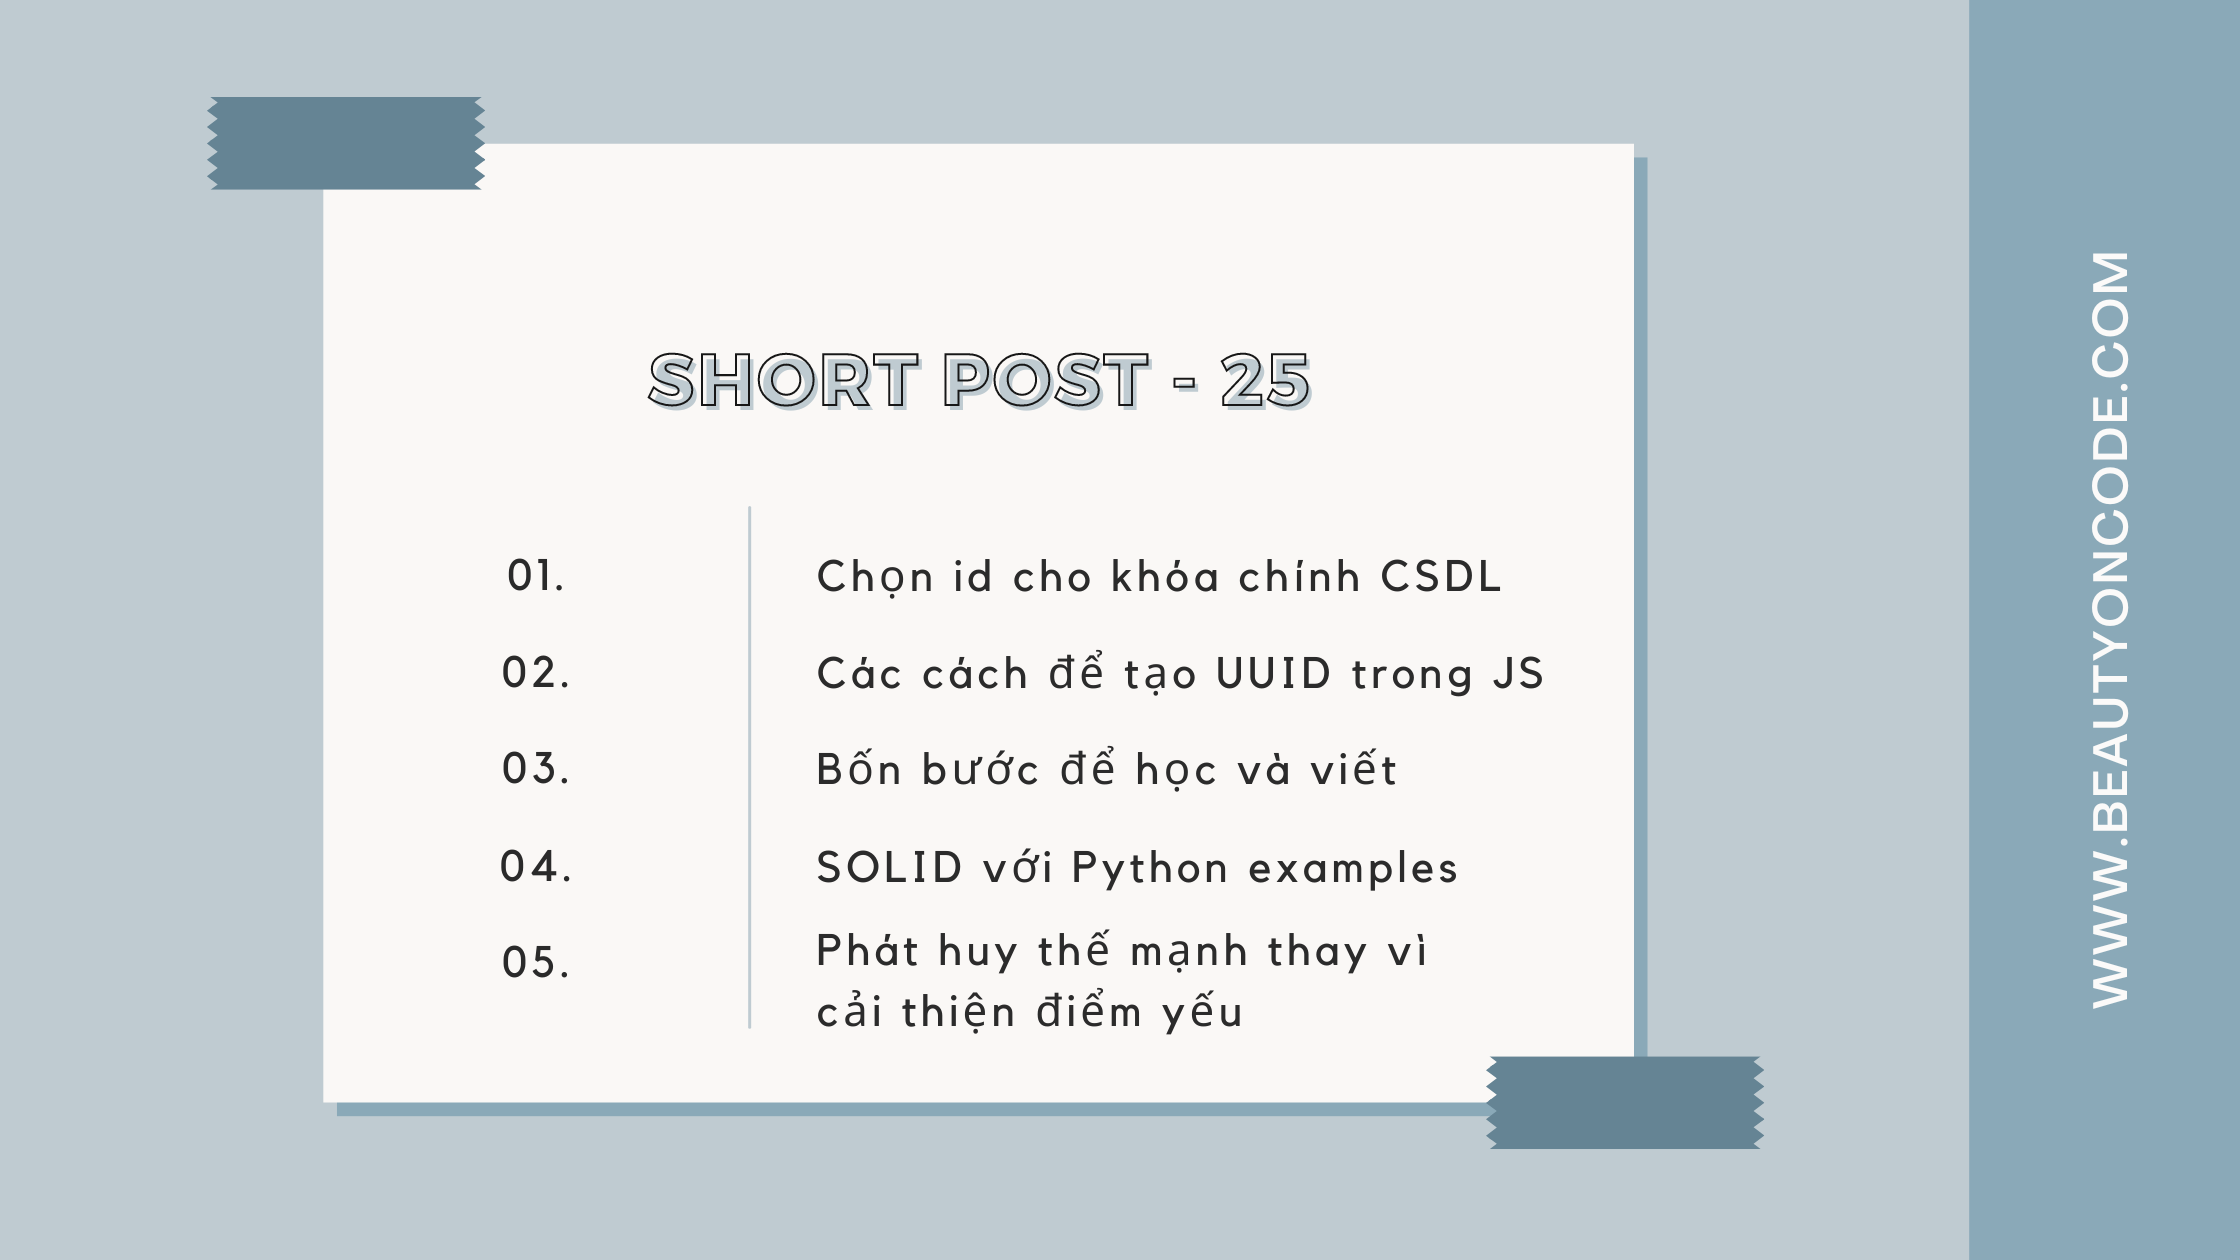 SHORT POST - 25
01. Chọn id cho khóa chính CSDL
02. Các cách để tạo UUID trong JS
03. Bốn bước để học và viết
04. SOLID với Python examples
05. Phát huy thế mạnh thay vì
cải thiện điểm yếu
WWW.BEAUTYONCODE.COM